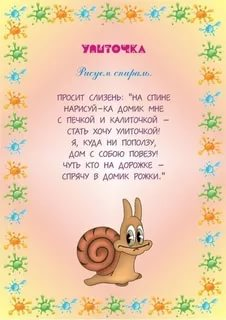 УЛИТОЧКА
Рисуем спираль.
ПРОСИТ СЛИЗЕНЬ: "НА СПИНЕ
НАРИСУЙ-КА ДОМИК МНЕ
С ПЕЧКОЙ И КАЛИТОЧКОЙ –
СТАТЬ ХОЧУ УЛИТОЧКОЙ!
Я, КУДА НИ ПОПОЛЗУ,
ДОМ С СОБОЮ ПОВЕЗУ!
ЧУТЬ КТО НА ДОРОЖКЕ –
СПРЯЧУ В ДОМИК РОЖКИ."